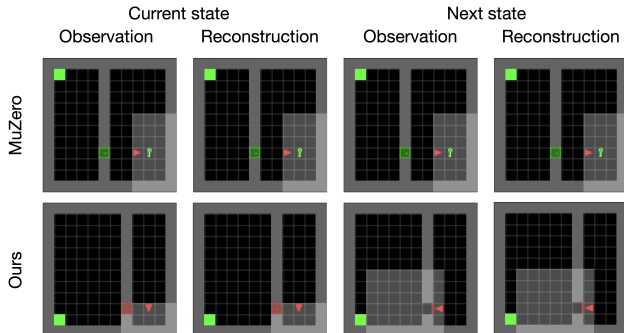 Current state
Next state
Observation
Reconstruction
Observation
Reconstruction
MuZero
Ours